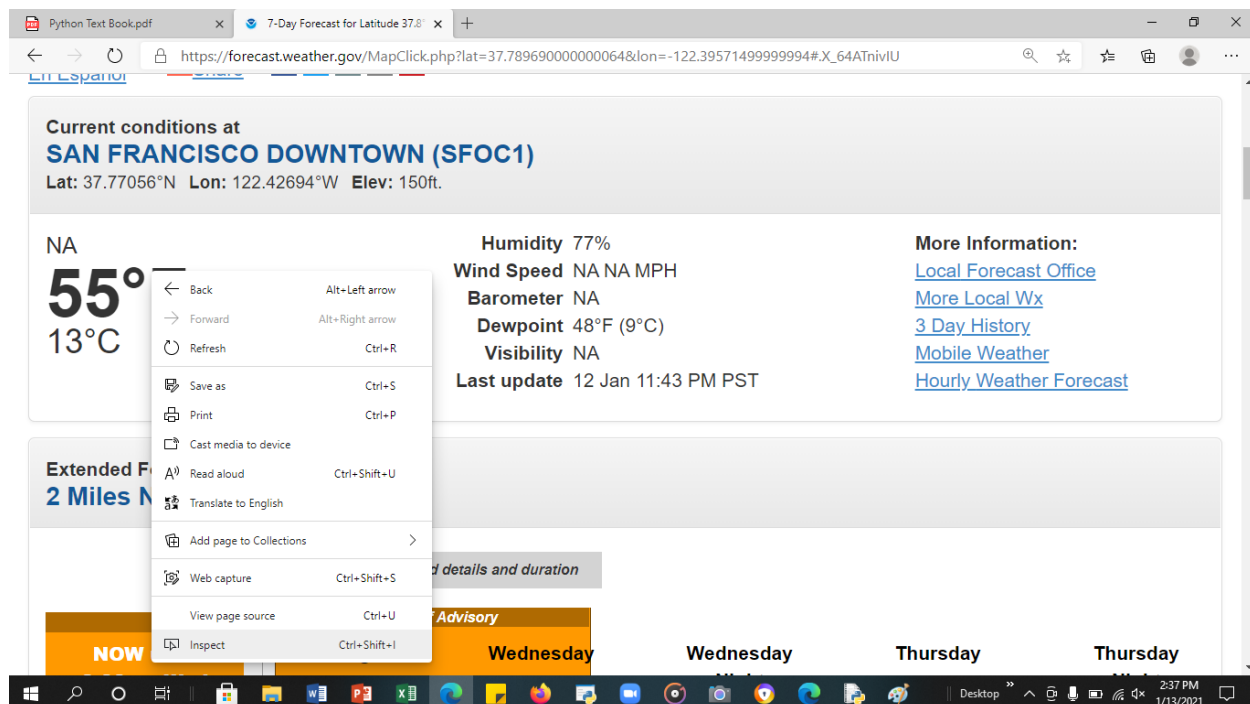 Python Text Book.pdf
7-Day Forecast for Latitude 37.8°
https://forecast.weather.gov/MapClick.php?lat=37.789690000000064&lon=-122.39571499999994#.X_64ATnivIU
En Español Share
Current conditions at
SAN FRANCISCO DOWNTOWN (SFOC1)
Lat: 37.77056°N Lon: 122.42694°W Elev: 150ft.
NA
55°
13°C
Humidity 77%
Wind Speed NA NA MPH
Barometer NA
Dewpoint 48°F (9°C)
Visibility NA
Last update 12 Jan 11:43 PM PST
More Information:
Local Forecast Office
More Local Wx
3 Day History
Mobile Weather
Hourly Weather Forecast
Back Alt+Left arrow
Forward Alt+Right arrow
Refresh Ctrl+R
Save as Ctrl+S
Print Ctrl+P
Cast media to device
Read aloud Ctrl+Shift+U
Translate to English
Add page to Collections
Web capture Ctrl+Shift+S
View page source Ctrl+U
Inspect Ctrl+Shift+I
Extended F
2 Miles N
d details and duration
Advisory
NOW
Wednesday
Wednesday
Thursday
Thursday
Desktop
2:37 PM
1/13/2021